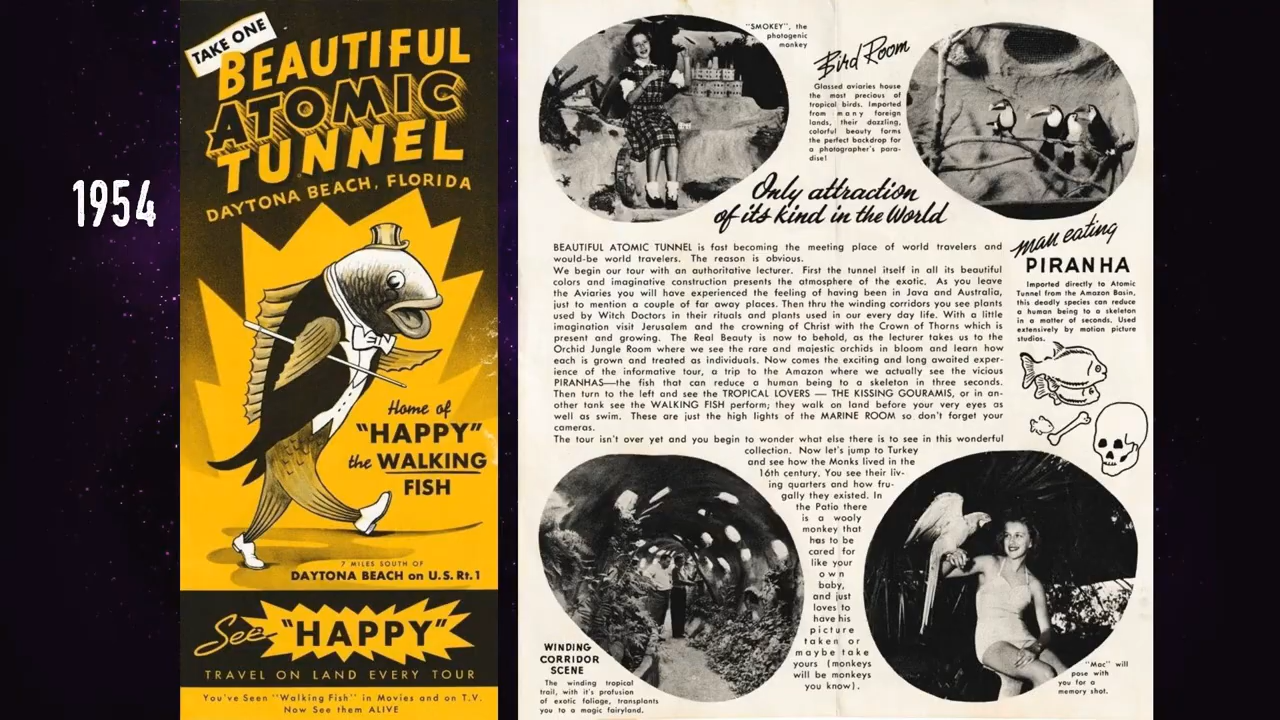 1954
TAKE ONE
BEAUTIFUL
ATOMIC
TUNNEL
DAYTONA BEACH, FLORIDA
Home of
"HAPPY"
the WALKING
FISH
7 MILES SOUTH OF
DAYTONA BEACH on U.S. Rt. 1
See "HAPPY"
TRAVEL ON LAND EVERY TOUR
You've Seen "Walking Fish" in Movies and on T.V.
Now See them ALIVE
"SMOKEY", the
photogenic
monkey
Bird Room
Glassed aviaries house
the most precious of
tropical birds. Imported
from many foreign
lands, their dazzling,
colorful beauty forms
the perfect backdrop for
a photographer's para-
dise!
Only attraction
of its kind in the World
BEAUTIFUL ATOMIC TUNNEL is fast becoming the meeting place of world travelers and
would-be world travelers. The reason is obvious.
We begin our tour with an authoritative lecturer. First the tunnel itself in all its beautiful
colors and imaginative construction presents the atmosphere of the exotic. As you leave
the Aviaries you will have experienced the feeling of having been in Java and Australia,
just to mention a couple of far away places. Then thru the winding corridors you see plants
used by Witch Doctors in their rituals and plants used in our every day life. With a little
imagination visit Jerusalem and the crowning of Christ with the Crown of Thorns which is
present and growing. The Real Beauty is now to behold, as the lecturer takes us to the
Orchid Jungle Room where we see the rare and majestic orchids in bloom and learn how
each is grown and treated as individuals. Now comes the exciting and long awaited exper-
ience of the informative tour, a trip to the Amazon where we actually see the vicious
PIRANHAS—the fish that can reduce a human being to a skeleton in three seconds.
Then turn to the left and see the TROPICAL LOVERS — THE KISSING GOURAMIS, or in an-
other tank see the WALKING FISH perform; they walk on land before your very eyes as
well as swim. These are just the high lights of the MARINE ROOM so don't forget your
cameras.
The tour isn't over yet and you begin to wonder what else there is to see in this wonderful
collection. Now let's jump to Turkey
and see how the Monks lived in the
16th century. You see their liv-
ing quarters and how fru-
gally they existed. In
the Patio there
is a wooly
monkey that
has to be
cared for
like your
own
baby,
and just
loves to
have his
picture
taken or
maybe take
yours (monkeys
will be monkeys
you know).
man eating
PIRANHA
Imported directly to Atomic
Tunnel from the Amazon Basin,
this deadly species can reduce
a human being to a skeleton
in a matter of seconds. Used
extensively by motion picture
studios.
WINDING
CORRIDOR
SCENE
The winding tropical
trail, with it's profusion
of exotic foliage, transplants
you to a magic fairyland.
"Mac" will
pose with
you for a
memory shot.